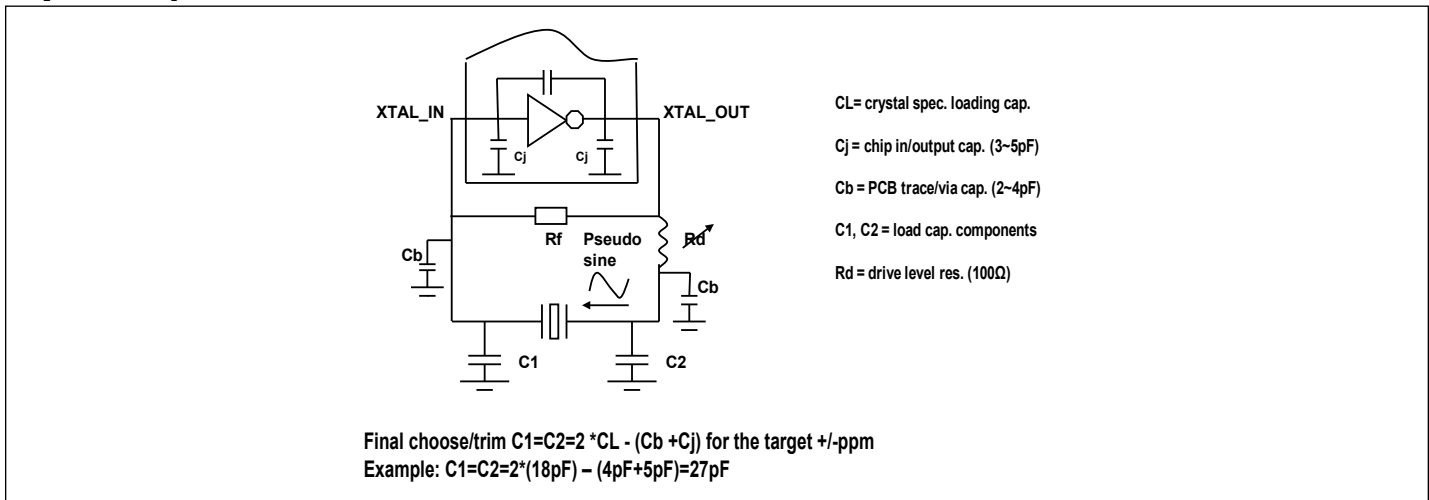 XTAL_IN
XTAL_OUT
Cj
Cj
Rf
Pseudo
sine
Rd
Cb
Cb
C1
C2
CL= crystal spec. loading cap.
Cj = chip in/output cap. (3~5pF)
Cb = PCB trace/via cap. (2~4pF)
C1, C2 = load cap. components
Rd = drive level res. (100Ω)
Final choose/trim C1=C2=2 *CL - (Cb +Cj) for the target +/-ppm
Example: C1=C2=2*(18pF) – (4pF+5pF)=27pF